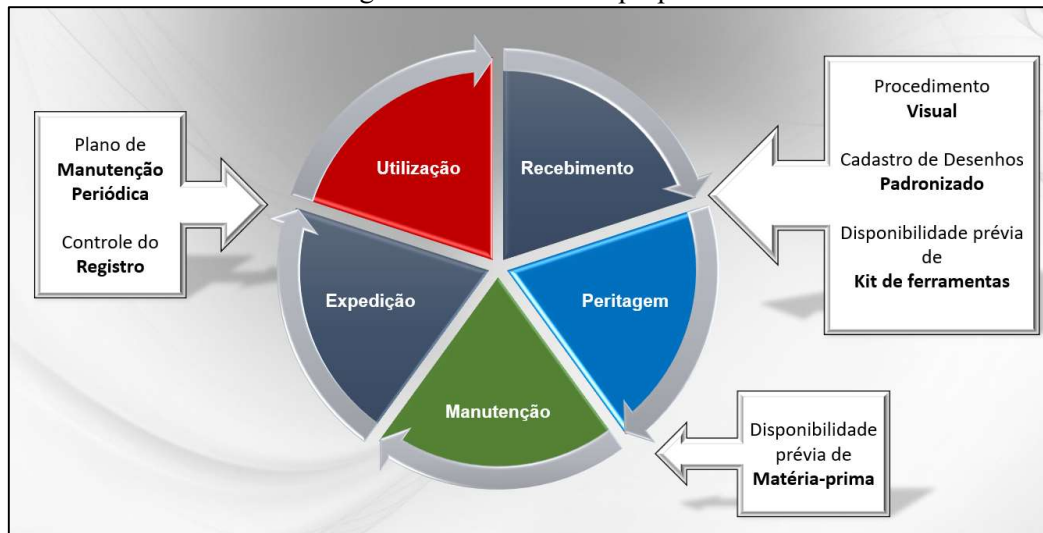 Plano de
Manutenção
Periódica
Controle do
Registro
Utilização
Recebimento
Expedição
Peritagem
Manutenção
Procedimento
Visual
Cadastro de Desenhos
Padronizado
Disponibilidade prévia
de
Kit de ferramentas
Disponibilidade
prévia de
Matéria-prima